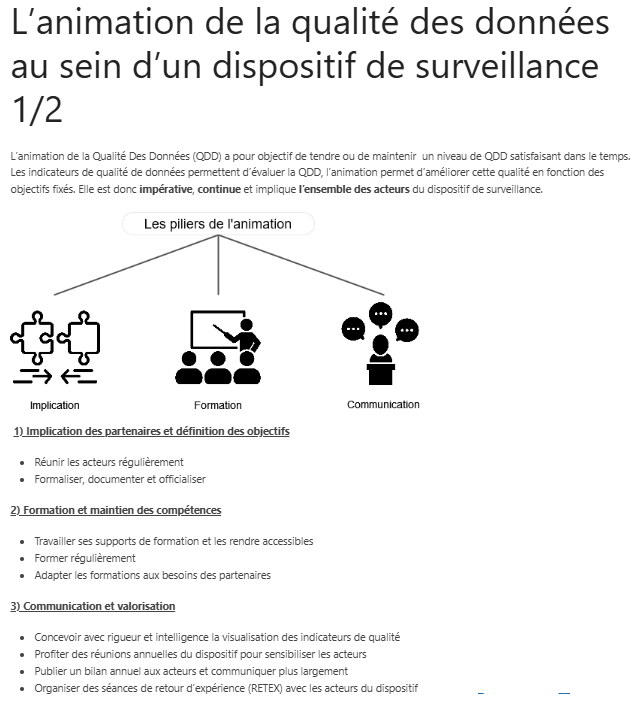 L’animation de la qualité des données
au sein d’un dispositif de surveillance
1/2
L’animation de la Qualité Des Données (QDD) a pour objectif de tendre ou de maintenir un niveau de QDD satisfaisant dans le temps.
Les indicateurs de qualité de données permettent d’évaluer la QDD, l’animation permet d’améliorer cette qualité en fonction des
objectifs fixés. Elle est donc impérative, continue et implique l’ensemble des acteurs du dispositif de surveillance.
Les piliers de l'animation
Implication
Formation
Communication
1) Implication des partenaires et définition des objectifs
• Réunir les acteurs régulièrement
• Formaliser, documenter et officialiser
2) Formation et maintien des compétences
• Travailler ses supports de formation et les rendre accessibles
• Former régulièrement
• Adapter les formations aux besoins des partenaires
3) Communication et valorisation
• Concevoir avec rigueur et intelligence la visualisation des indicateurs de qualité
• Profiter des réunions annuelles du dispositif pour sensibiliser les acteurs
• Publier un bilan annuel aux acteurs et communiquer plus largement
• Organiser des séances de retour d’expérience (RETEX) avec les acteurs du dispositif